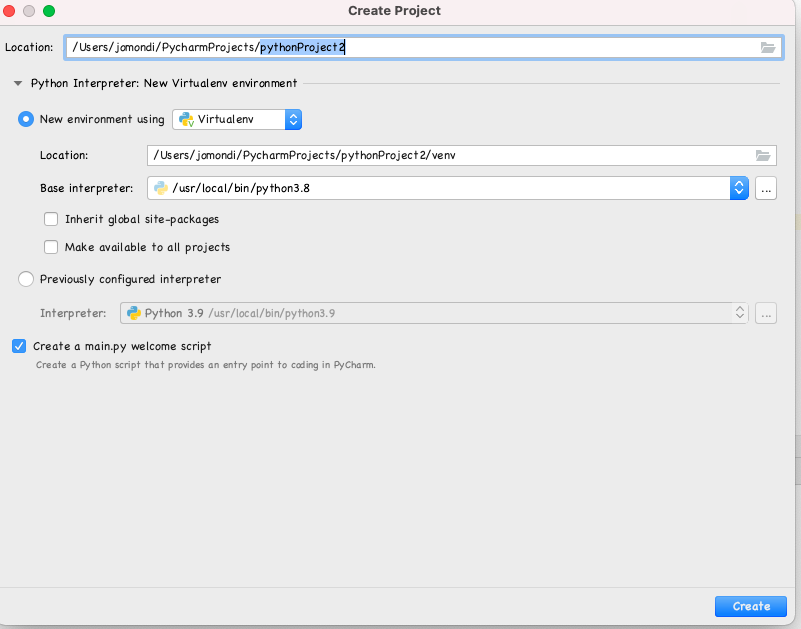 Create Project
Location: /Users/jomondi/PycharmProjects/pythonProject2
Python Interpreter: New Virtualenv environment
New environment using Virtualenv
Location: /Users/jomondi/PycharmProjects/pythonProject2/venv
Base interpreter: /usr/local/bin/python3.8 ...
Inherit global site-packages
Make available to all projects
Previously configured interpreter
Interpreter: Python 3.9 /usr/local/bin/python3.9 ...
Create a main.py welcome script
Create a Python script that provides an entry point to coding in PyCharm.
Create